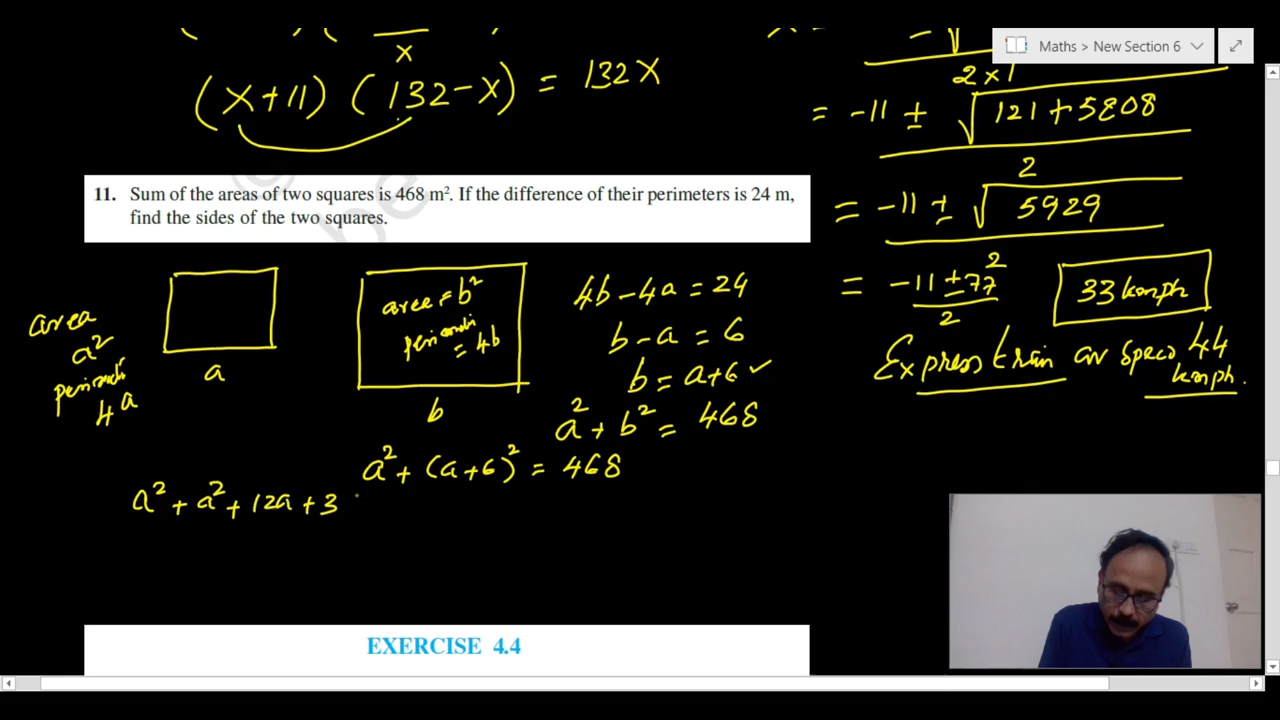 Maths > New Section 6
x
(x+11) (132-x) = 132x
2×1
= -11 ± √121+5808
2
= -11 ± √5929
= -11 ± 77
2
2
33 kmph
Express train av speed 44
kmph.
11. Sum of the areas of two squares is 468 m². If the difference of their perimeters is 24 m,
find the sides of the two squares.
area
a²
perimeter
4a
a
area = b²
perimeter
= 4b
b
4b-4a = 24
b-a = 6
b = a+6 ✓
a² + b² = 468
a² + (a+6)² = 468
a² + a² + 12a + 3
EXERCISE 4.4